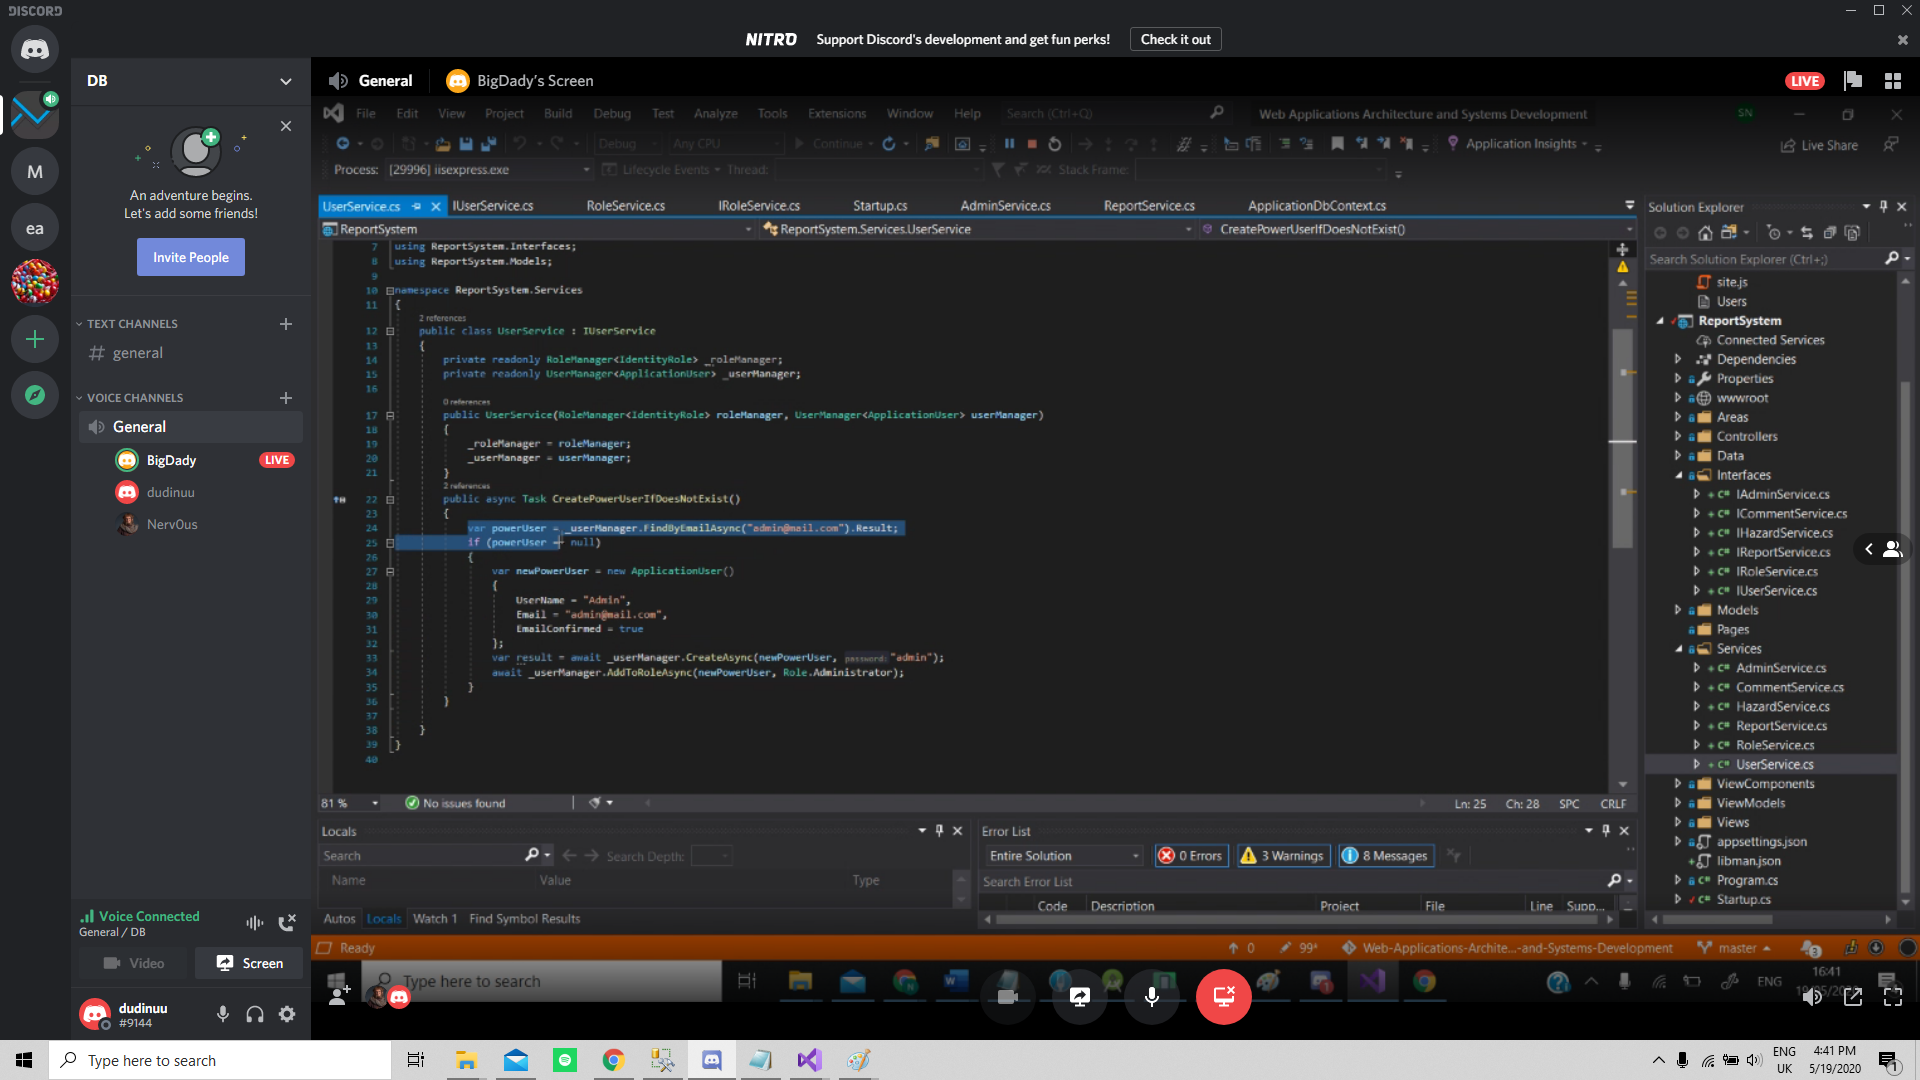 DISCORD
NITRO Support Discord's development and get fun perks! Check it out
DB
General BigDady's Screen LIVE
M
ea
An adventure begins.
Let's add some friends!
Invite People
TEXT CHANNELS
general
VOICE CHANNELS
General
BigDady LIVE
dudinuu
Nerv0us
Voice Connected
General / DB
Video Screen
dudinuu
#9144
File Edit View Project Build Debug Test Analyze Tools Extensions Window Help Search (Ctrl+Q) Web Applications Architecture and Systems Development SN
Debug Any CPU Continue Application Insights Live Share
Process: [29996] iisexpress.exe Lifecycle Events Thread: Stack Frame:
UserService.cs IUserService.cs RoleService.cs IRoleService.cs Startup.cs AdminService.cs ReportService.cs ApplicationDbContext.cs
ReportSystem ReportSystem.Services.UserService CreatePowerUserIfDoesNotExist()
7 using ReportSystem.Interfaces;
8 using ReportSystem.Models;
9
10 namespace ReportSystem.Services
11 {
2 references
12 public class UserService : IUserService
13 {
14 private readonly RoleManager<IdentityRole> _roleManager;
15 private readonly UserManager<ApplicationUser> _userManager;
16
0 references
17 public UserService(RoleManager<IdentityRole> roleManager, UserManager<ApplicationUser> userManager)
18 {
19 _roleManager = roleManager;
20 _userManager = userManager;
21 }
2 references
22 public async Task CreatePowerUserIfDoesNotExist()
23 {
24 var powerUser = _userManager.FindByEmailAsync("admin@mail.com").Result;
25 if (powerUser == null)
26 {
27 var newPowerUser = new ApplicationUser()
28 {
29 UserName = "Admin",
30 Email = "admin@mail.com",
31 EmailConfirmed = true
32 };
33 var result = await _userManager.CreateAsync(newPowerUser, password: "admin");
34 await _userManager.AddToRoleAsync(newPowerUser, Role.Administrator);
35 }
36 }
37
38 }
39 }
40
81 % No issues found Ln: 25 Ch: 28 SPC CRLF
Solution Explorer
Search Solution Explorer (Ctrl+;)
site.js
Users
ReportSystem
Connected Services
Dependencies
Properties
wwwroot
Areas
Controllers
Data
Interfaces
C# IAdminService.cs
C# ICommentService.cs
C# IHazardService.cs
C# IReportService.cs
C# IRoleService.cs
C# IUserService.cs
Models
Pages
Services
C# AdminService.cs
C# CommentService.cs
C# HazardService.cs
C# ReportService.cs
C# RoleService.cs
C# UserService.cs
ViewComponents
ViewModels
Views
appsettings.json
libman.json
C# Program.cs
C# Startup.cs
Locals
Search Search Depth:
Name Value Type
Autos Locals Watch 1 Find Symbol Results
Error List
Entire Solution 0 Errors 3 Warnings 8 Messages
Search Error List
Code Description Project File Line Supp...
Ready 0 99+ Web-Applications-Archite...-and-Systems-Development master 3
Type here to search ENG 16:41
Type here to search ENG UK 4:41 PM 5/19/2020 1